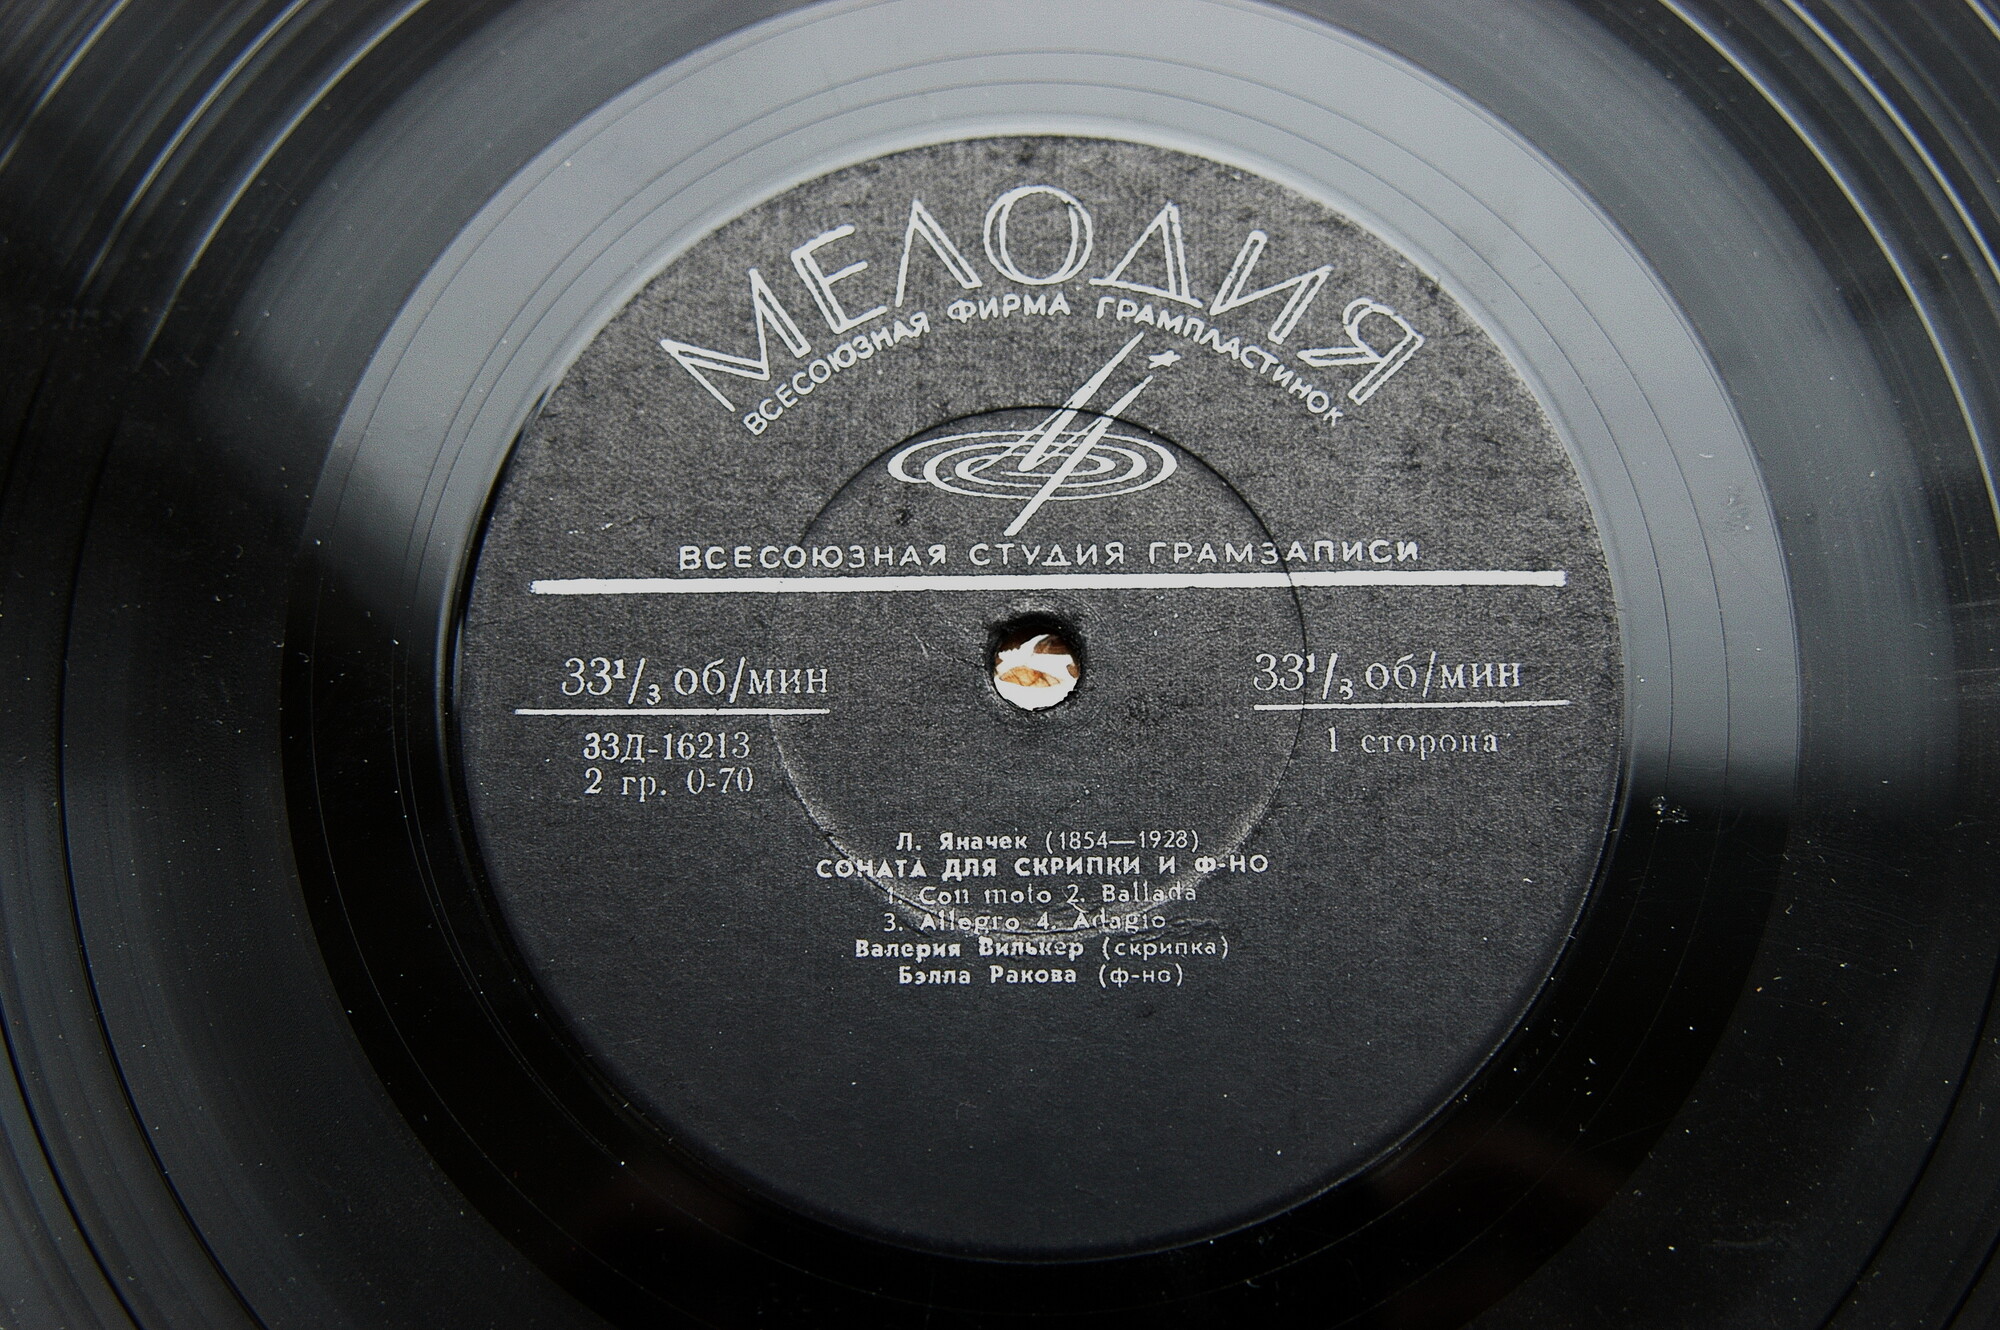 МЕЛОДИЯ
ВСЕСОЮЗНАЯ ФИРМА ГРАМПЛАСТИНОК
ВСЕСОЮЗНАЯ СТУДИЯ ГРАМЗАПИСИ
33¹/₃ об/мин
33Д-16213
2 гр. 0-70
33¹/₃ об/мин
1 сторона
Л. Яначек (1854—1928)
СОНАТА ДЛЯ СКРИПКИ И Ф-НО
1. Con moto 2. Ballada
3. Allegro 4. Adagio
Валерия Вилькер (скрипка)
Бэлла Ракова (ф-но)